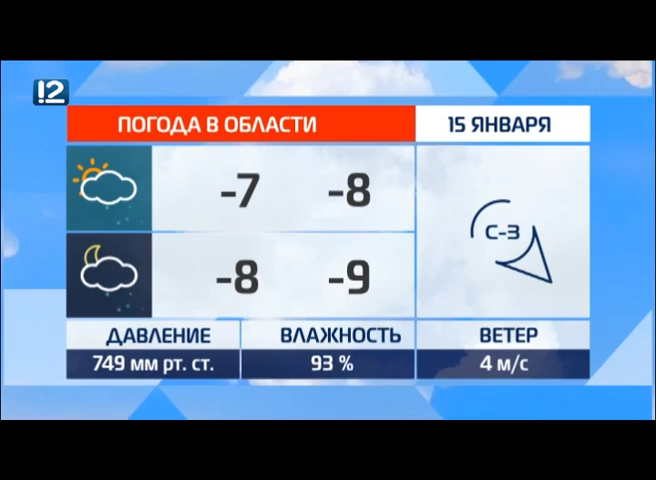 12
ПОГОДА В ОБЛАСТИ
15 ЯНВАРЯ
-7 -8
С-З
-8 -9
ДАВЛЕНИЕ ВЛАЖНОСТЬ ВЕТЕР
749 мм рт. ст. 93 % 4 м/с